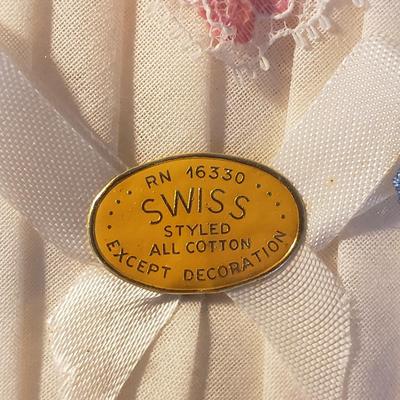 RN 16330
SWISS
STYLED
ALL COTTON
EXCEPT DECORATION